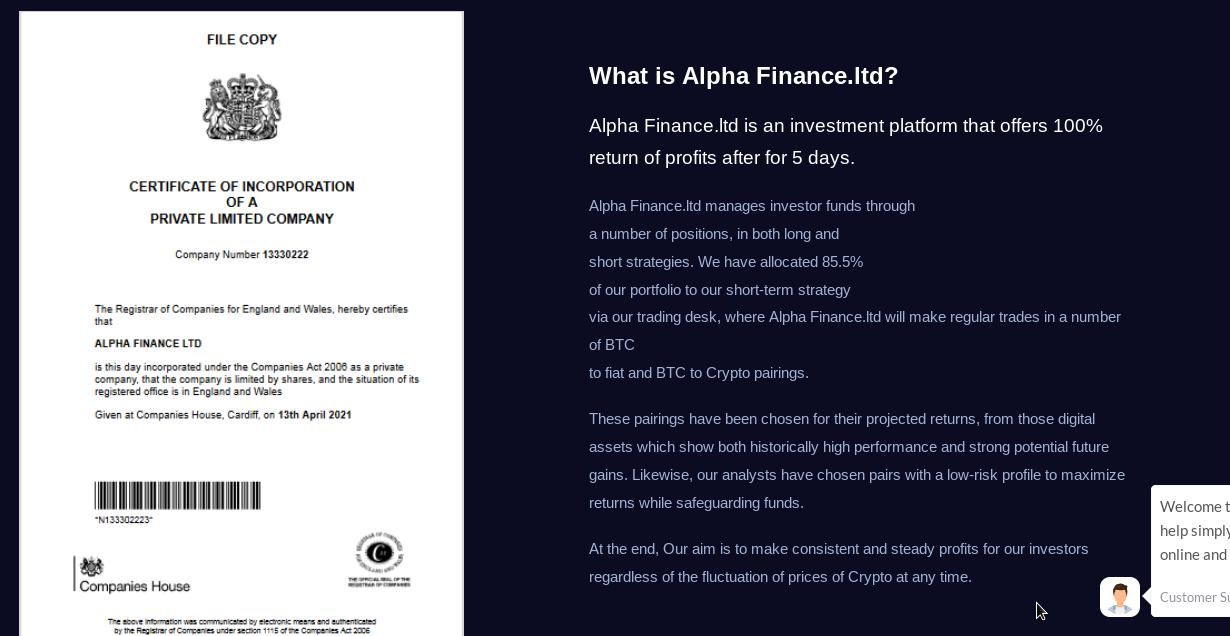 FILE COPY
CERTIFICATE OF INCORPORATION
OF A
PRIVATE LIMITED COMPANY
Company Number 13330222
The Registrar of Companies for England and Wales, hereby certifies
that
ALPHA FINANCE LTD
is this day incorporated under the Companies Act 2006 as a private
company, that the company is limited by shares, and the situation of its
registered office is in England and Wales
Given at Companies House, Cardiff, on 13th April 2021
*N133302223*
Companies House
THE OFFICIAL SEAL OF THE
REGISTRAR OF COMPANIES
The above information was communicated by electronic means and authenticated
by the Registrar of Companies under section 1115 of the Companies Act 2006
What is Alpha Finance.ltd?
Alpha Finance.ltd is an investment platform that offers 100%
return of profits after for 5 days.
Alpha Finance.ltd manages investor funds through
a number of positions, in both long and
short strategies. We have allocated 85.5%
of our portfolio to our short-term strategy
via our trading desk, where Alpha Finance.ltd will make regular trades in a number
of BTC
to fiat and BTC to Crypto pairings.
These pairings have been chosen for their projected returns, from those digital
assets which show both historically high performance and strong potential future
gains. Likewise, our analysts have chosen pairs with a low-risk profile to maximize
returns while safeguarding funds.
At the end, Our aim is to make consistent and steady profits for our investors
regardless of the fluctuation of prices of Crypto at any time.
Welcome t
help simply
online and
Customer Su